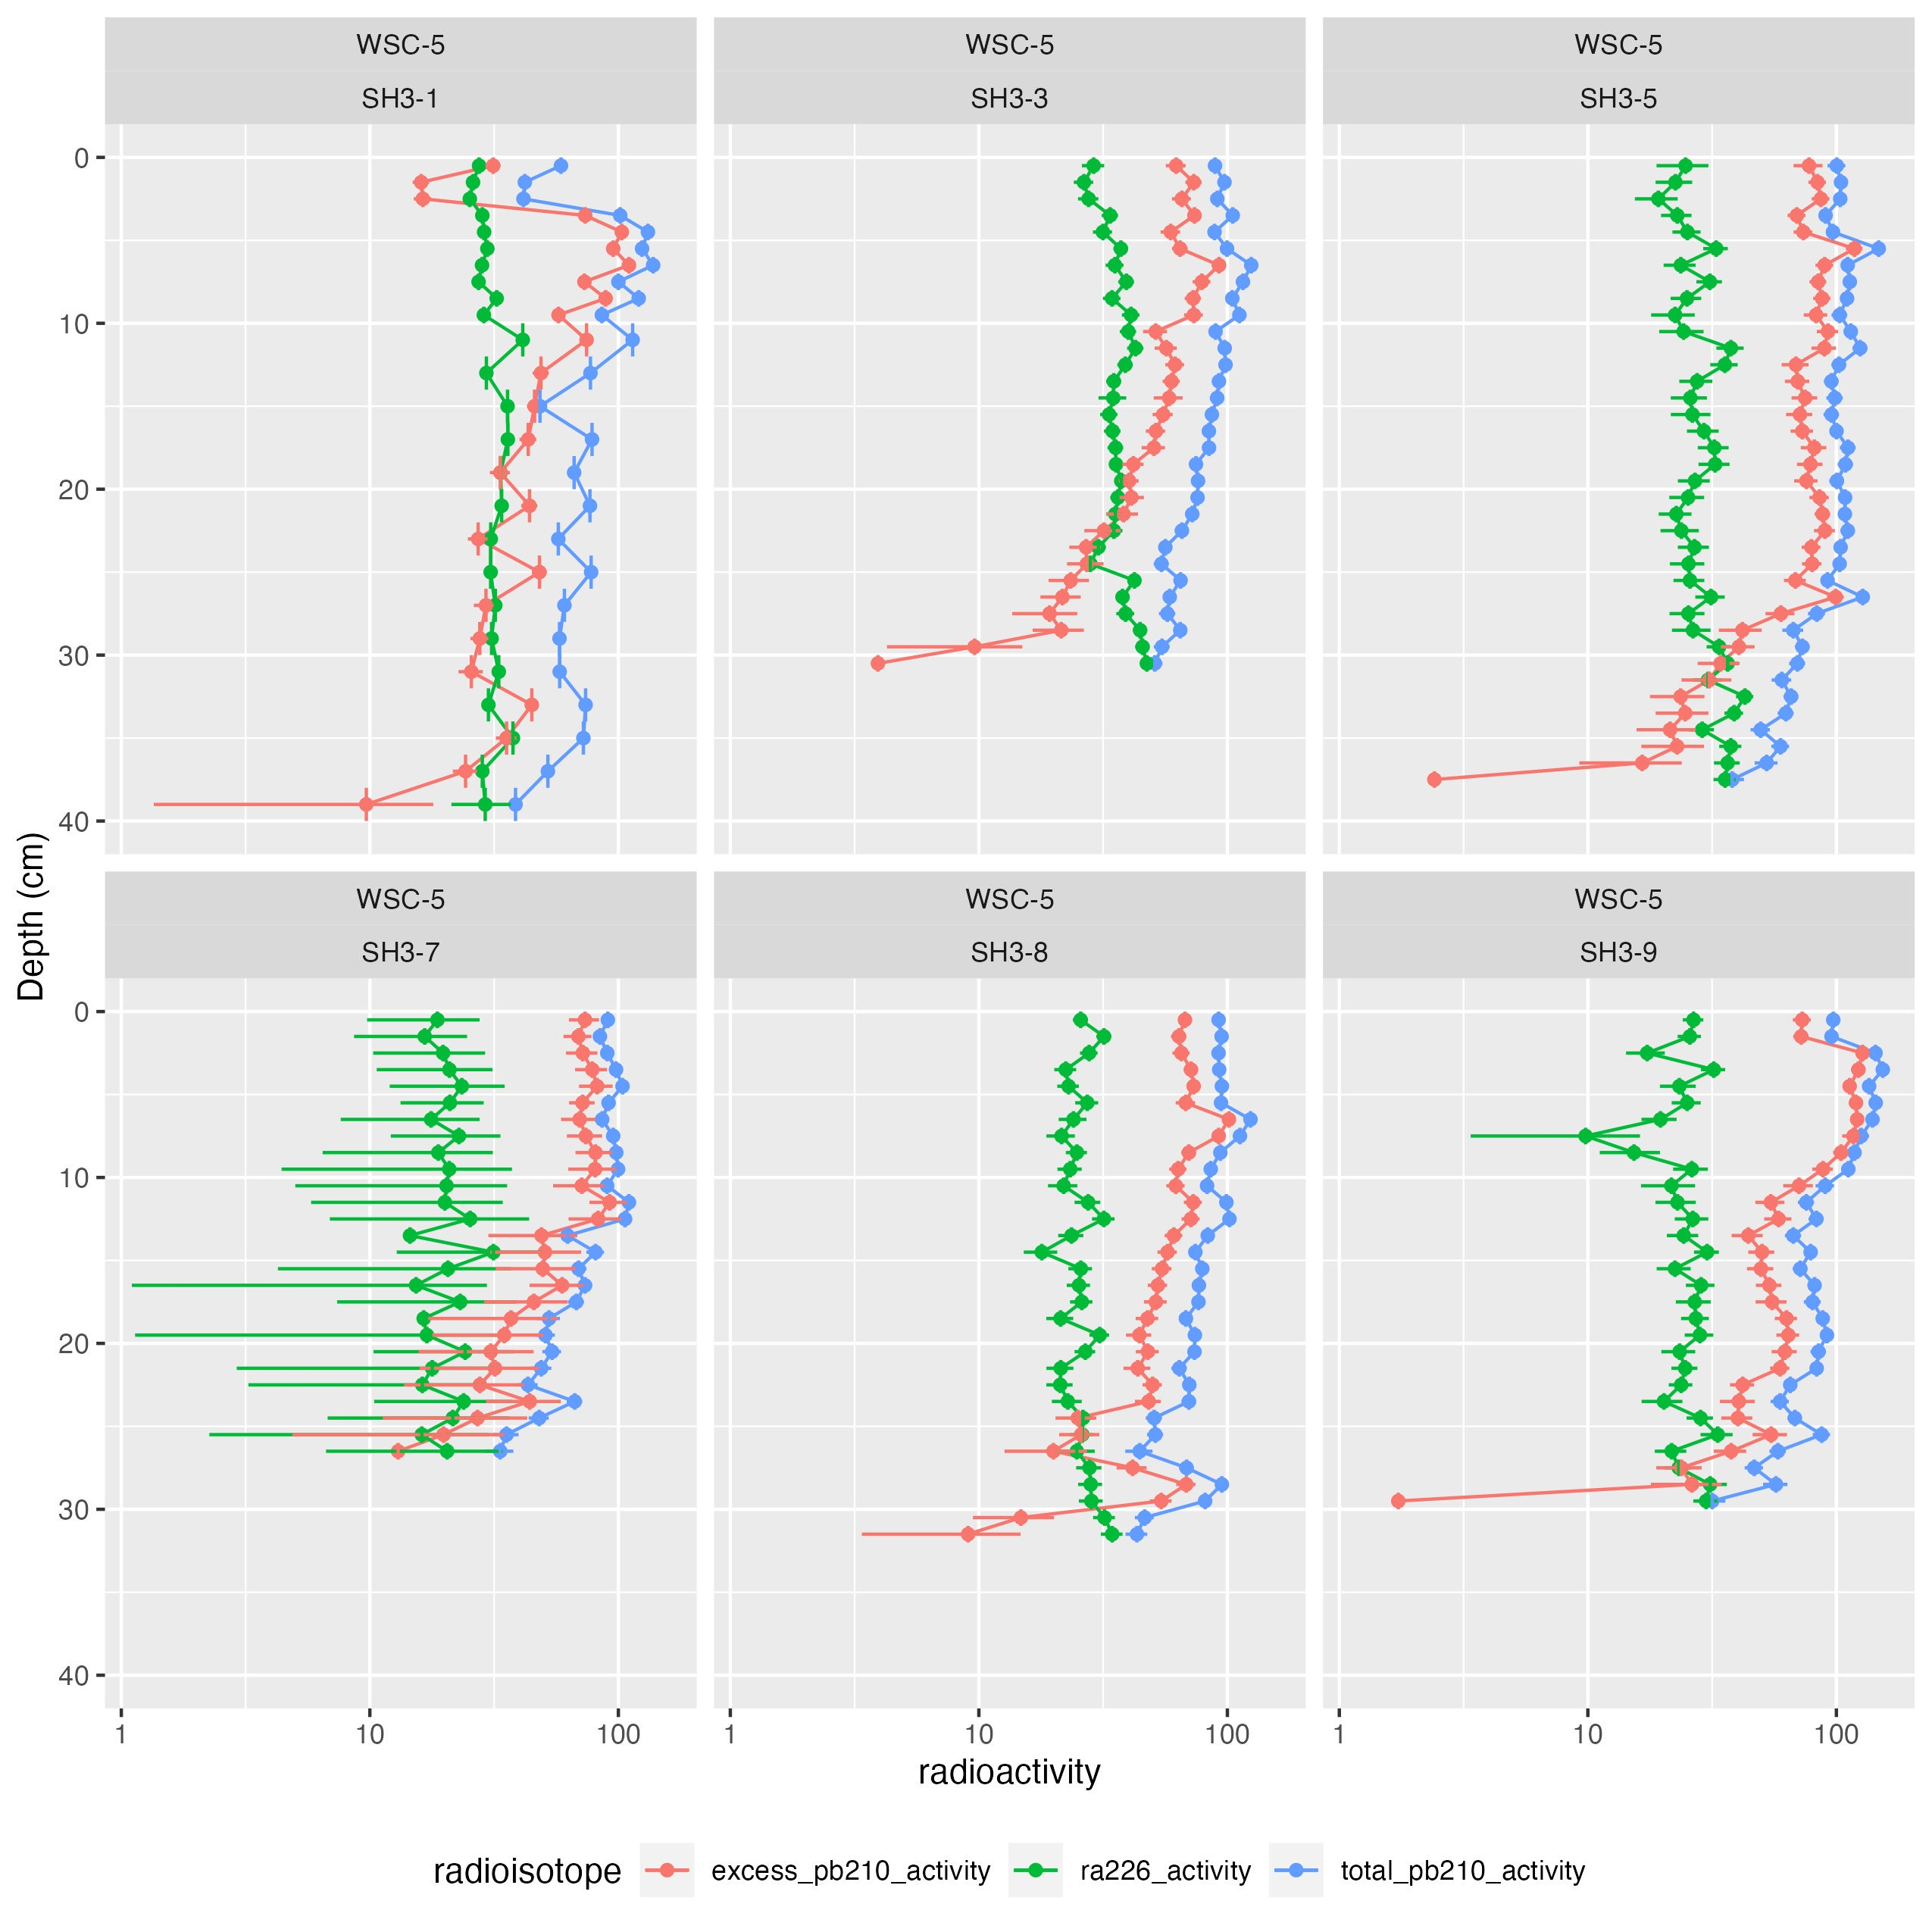 WSC-5 WSC-5 WSC-5
SH3-1 SH3-3 SH3-5
0
10
20
30
40
Depth (cm)
WSC-5 WSC-5 WSC-5
SH3-7 SH3-8 SH3-9
0
10
20
30
40
1 10 100 1 10 100 1 10 100
radioactivity
radioisotope excess_pb210_activity ra226_activity total_pb210_activity